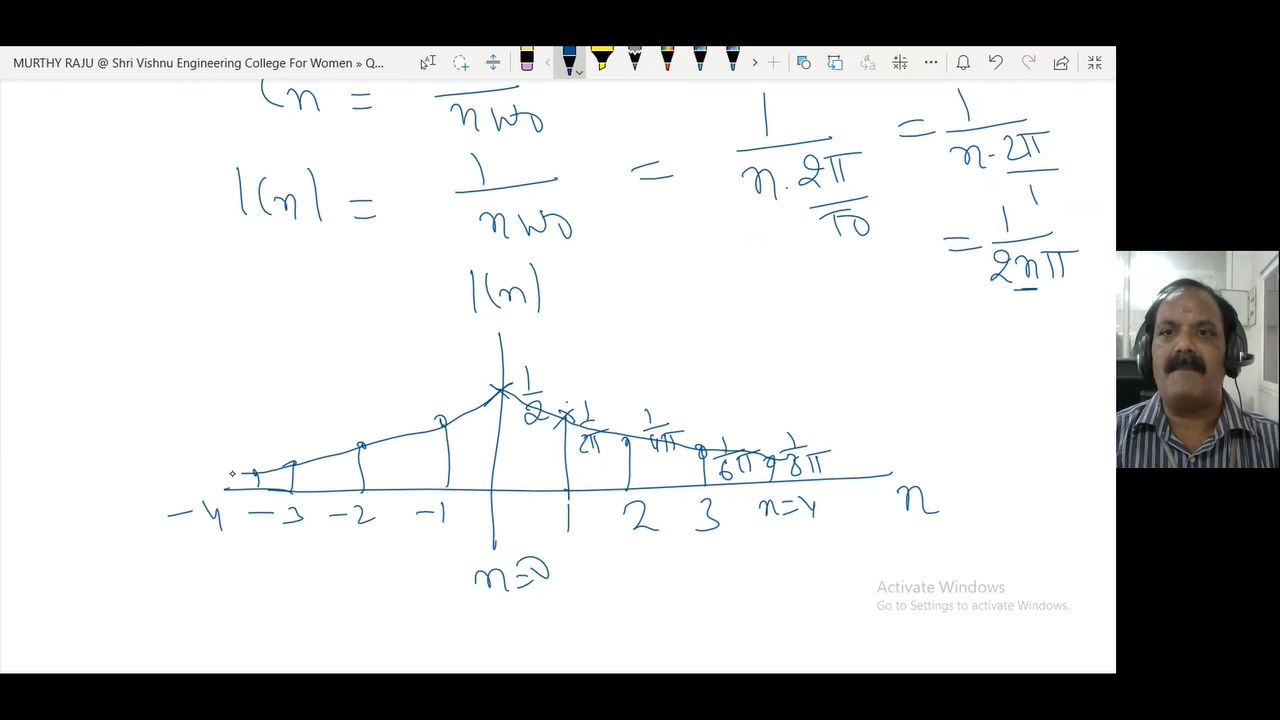 MURTHY RAJU @ Shri Vishnu Engineering College For Women » Q...
Cn = / nω0
|Cn| = 1 / nω0 = 1 / n. 2π/T0 = 1 / n. 2π/1
= 1 / 2nπ
|Cn|
1/2 1/2π 1/4π 1/6π 1/8π
-4 -3 -2 -1 1 2 3 n=4 n
n=0
Activate Windows
Go to Settings to activate Windows.